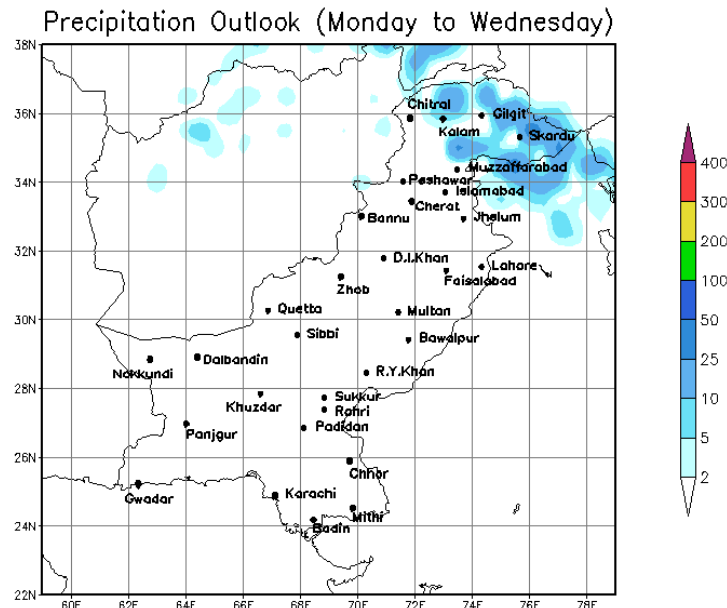 Precipitation Outlook (Monday to Wednesday)
38N
36N
34N
32N
30N
28N
26N
24N
22N
Chitral
Kalam
Gilgit
Skardu
Muzzaffarabad
Peshawar
Islamabad
Cherat
Jhelum
Bannu
D.I.Khan
Lahore
Faisalabad
Zhob
Quetta
Multan
Sibbi
Bawalpur
Dalbandin
Nokkundi
R.Y.Khan
Khuzdar
Sukkur
Rohri
Padidan
Panjgur
Chhor
Gwadar
Karachi
Mithi
Badin
60E 62E 64E 66E 68E 70E 72E 74E 76E 78E
400
300
200
100
50
25
10
5
2